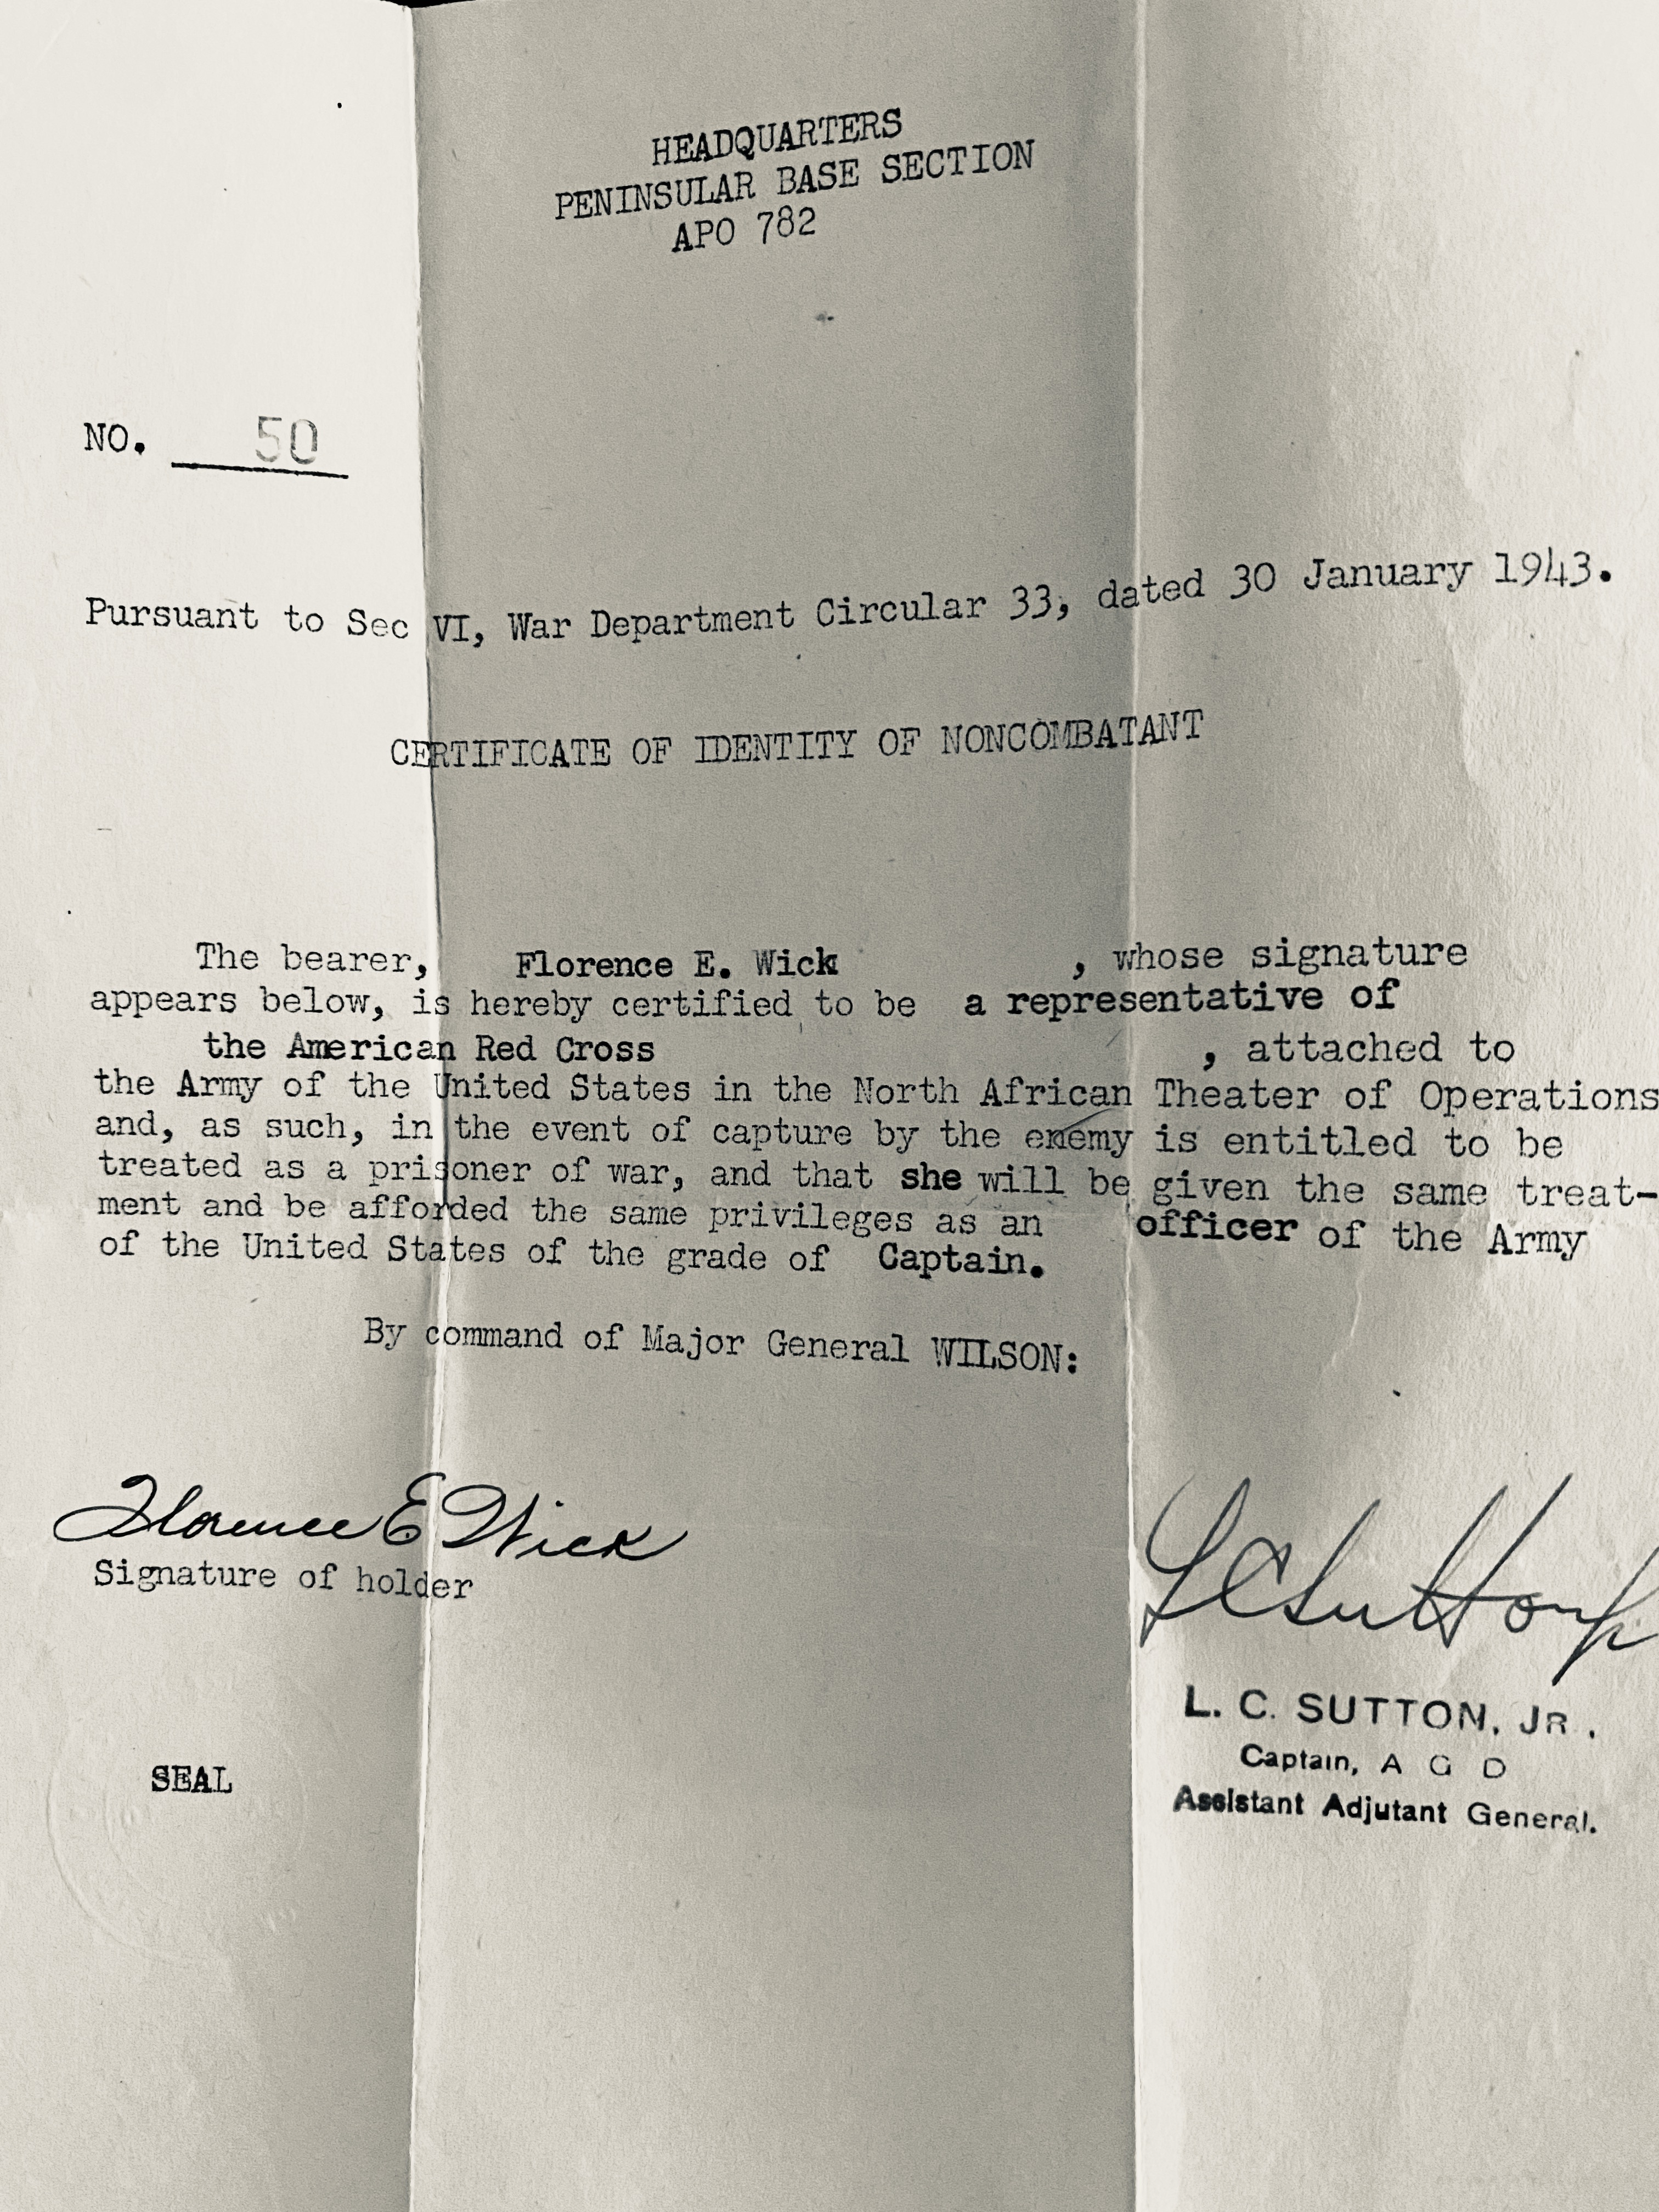 HEADQUARTERS
PENINSULAR BASE SECTION
APO 782
NO. 50
Pursuant to Sec VI, War Department Circular 33, dated 30 January 1943.
CERTIFICATE OF IDENTITY OF NONCOMBATANT
The bearer, Florence E. Wick , whose signature
appears below, is hereby certified to be a representative of
the American Red Cross , attached to
the Army of the United States in the North African Theater of Operations
and, as such, in the event of capture by the enemy is entitled to be
treated as a prisoner of war, and that she will be given the same treat-
ment and be afforded the same privileges as an officer of the Army
of the United States of the grade of Captain.
By command of Major General WILSON:
Florence E Wick
Signature of holder
L C Sutton Jr
L. C. SUTTON, JR.
Captain, A G D
Assistant Adjutant General.
SEAL